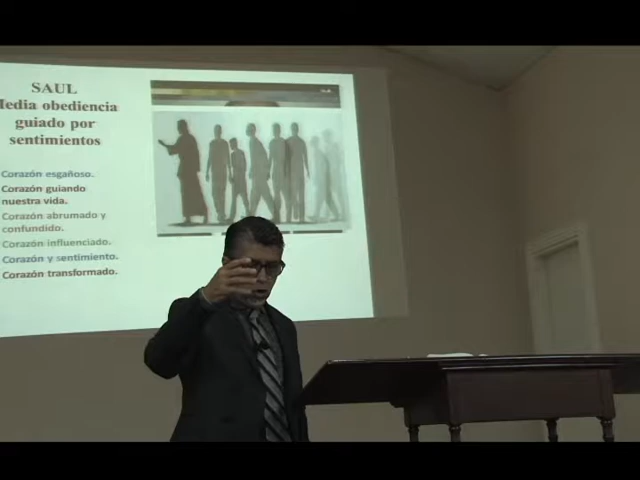 SAUL
Media obediencia
guiado por
sentimientos
Corazón esgañoso.
Corazón guiando
nuestra vida.
Corazón abrumado y
confundido.
Corazón influenciado.
Corazón y sentimiento.
Corazón transformado.